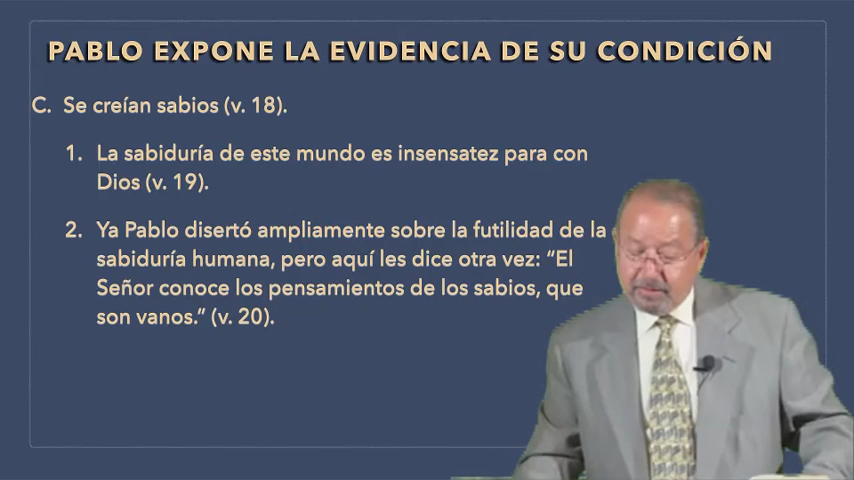 PABLO EXPONE LA EVIDENCIA DE SU CONDICIÓN
C. Se creían sabios (v. 18).
1. La sabiduría de este mundo es insensatez para con
Dios (v. 19).
2. Ya Pablo disertó ampliamente sobre la futilidad de la
sabiduría humana, pero aquí les dice otra vez: “El
Señor conoce los pensamientos de los sabios, que
son vanos.” (v. 20).